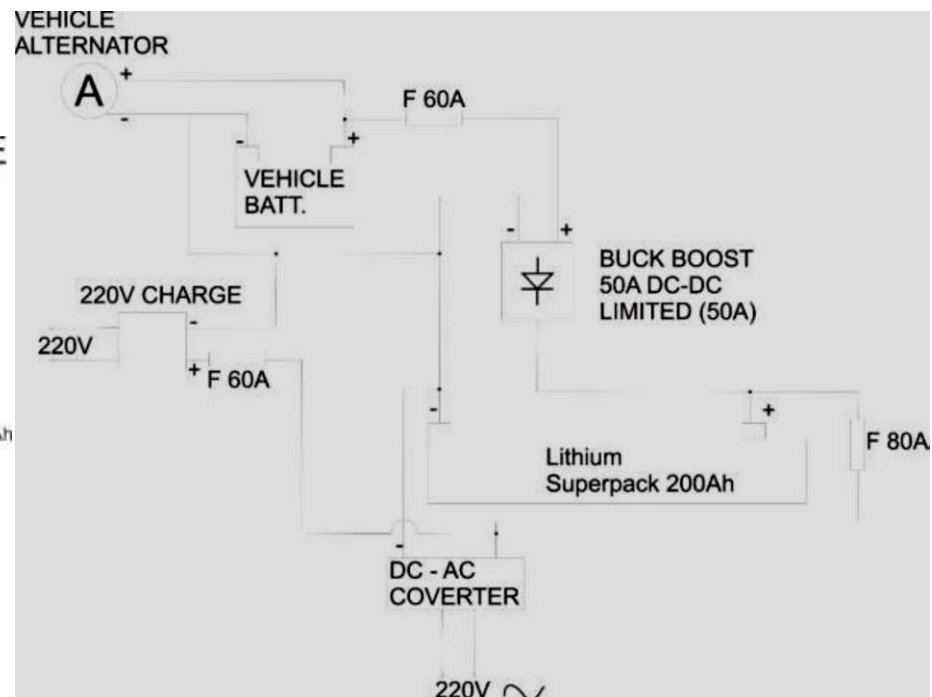 VEHICLE
ALTERNATOR
A
+
-
F 60A
-
+
VEHICLE
BATT.
-
+
BUCK BOOST
50A DC-DC
LIMITED (50A)
220V CHARGE
-
220V
+
F 60A
-
+
F 80A
Lithium
Superpack 200Ah
-
DC - AC
COVERTER
220V